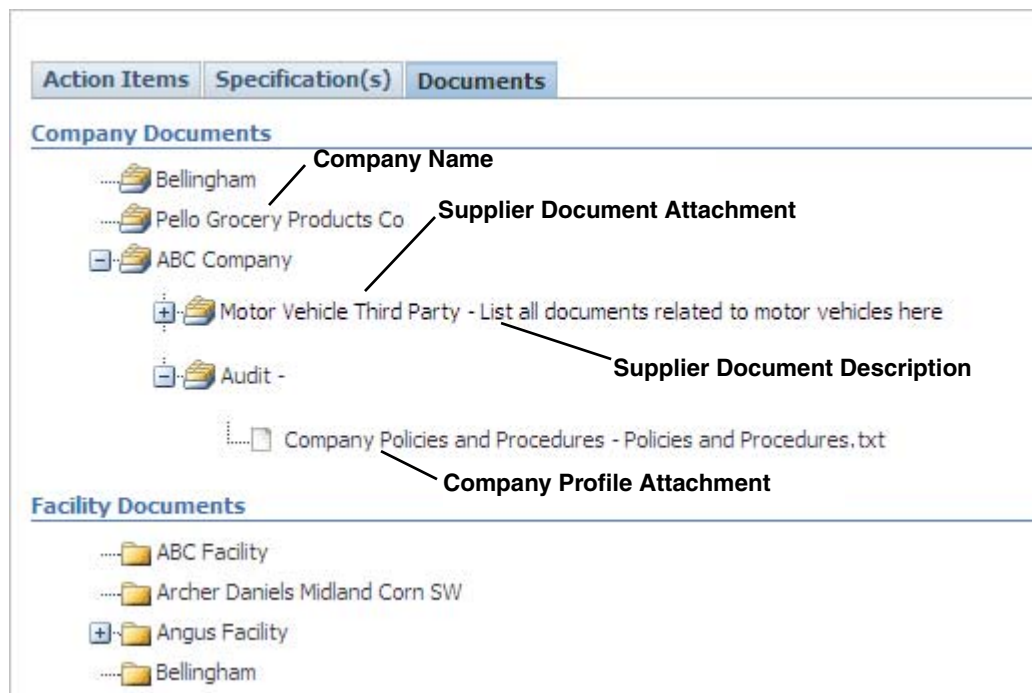 Action Items Specification(s) Documents
Company Documents
Company Name
Bellingham
Supplier Document Attachment
Pello Grocery Products Co
ABC Company
Motor Vehicle Third Party - List all documents related to motor vehicles here
Supplier Document Description
Audit -
Company Policies and Procedures - Policies and Procedures.txt
Company Profile Attachment
Facility Documents
ABC Facility
Archer Daniels Midland Corn SW
Angus Facility
Bellingham